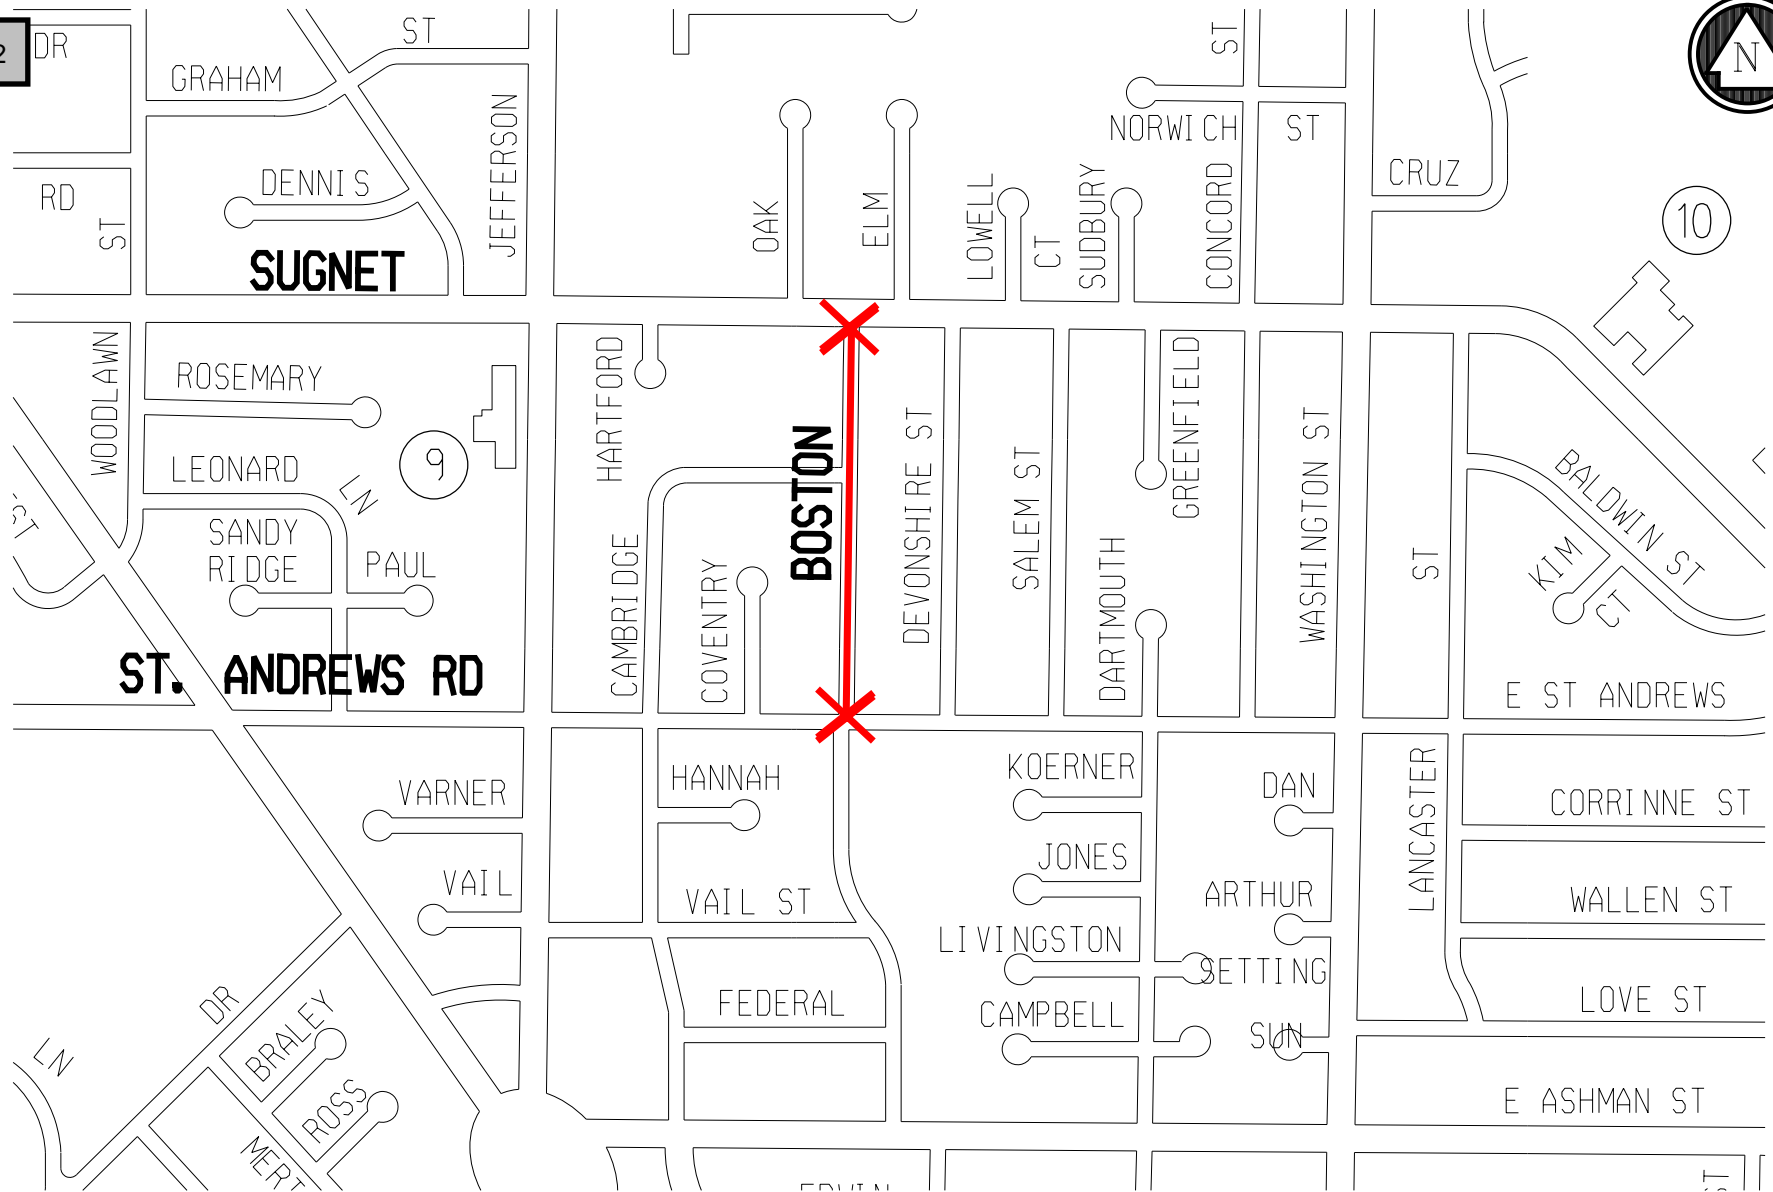 2
DR
ST
ST
GRAHAM
N
NORWICH
ST
JEFFERSON
DENNIS
CRUZ
RD
ST
OAK
ELM
LOWELL
CT
SUDBURY
CONCORD
10
SUGNET
WOODLAWN
ROSEMARY
HARTFORD
GREENFIELD
LEONARD
LN
9
BOSTON
DEVONSHIRE ST
SALEM ST
WASHINGTON ST
BALDWIN ST
ST
SANDY
RIDGE
PAUL
CAMBRIDGE
COVENTRY
DARTMOUTH
ST
KIM
CT
ST. ANDREWS RD
E ST ANDREWS
VARNER
HANNAH
KOERNER
DAN
LANCASTER
CORRINNE ST
VAIL
VAIL ST
JONES
ARTHUR
WALLEN ST
LIVINGSTON
SETTING
DR
FEDERAL
CAMPBELL
SUN
LOVE ST
LN
BRALEY
ROSS
E ASHMAN ST
MERT
ST